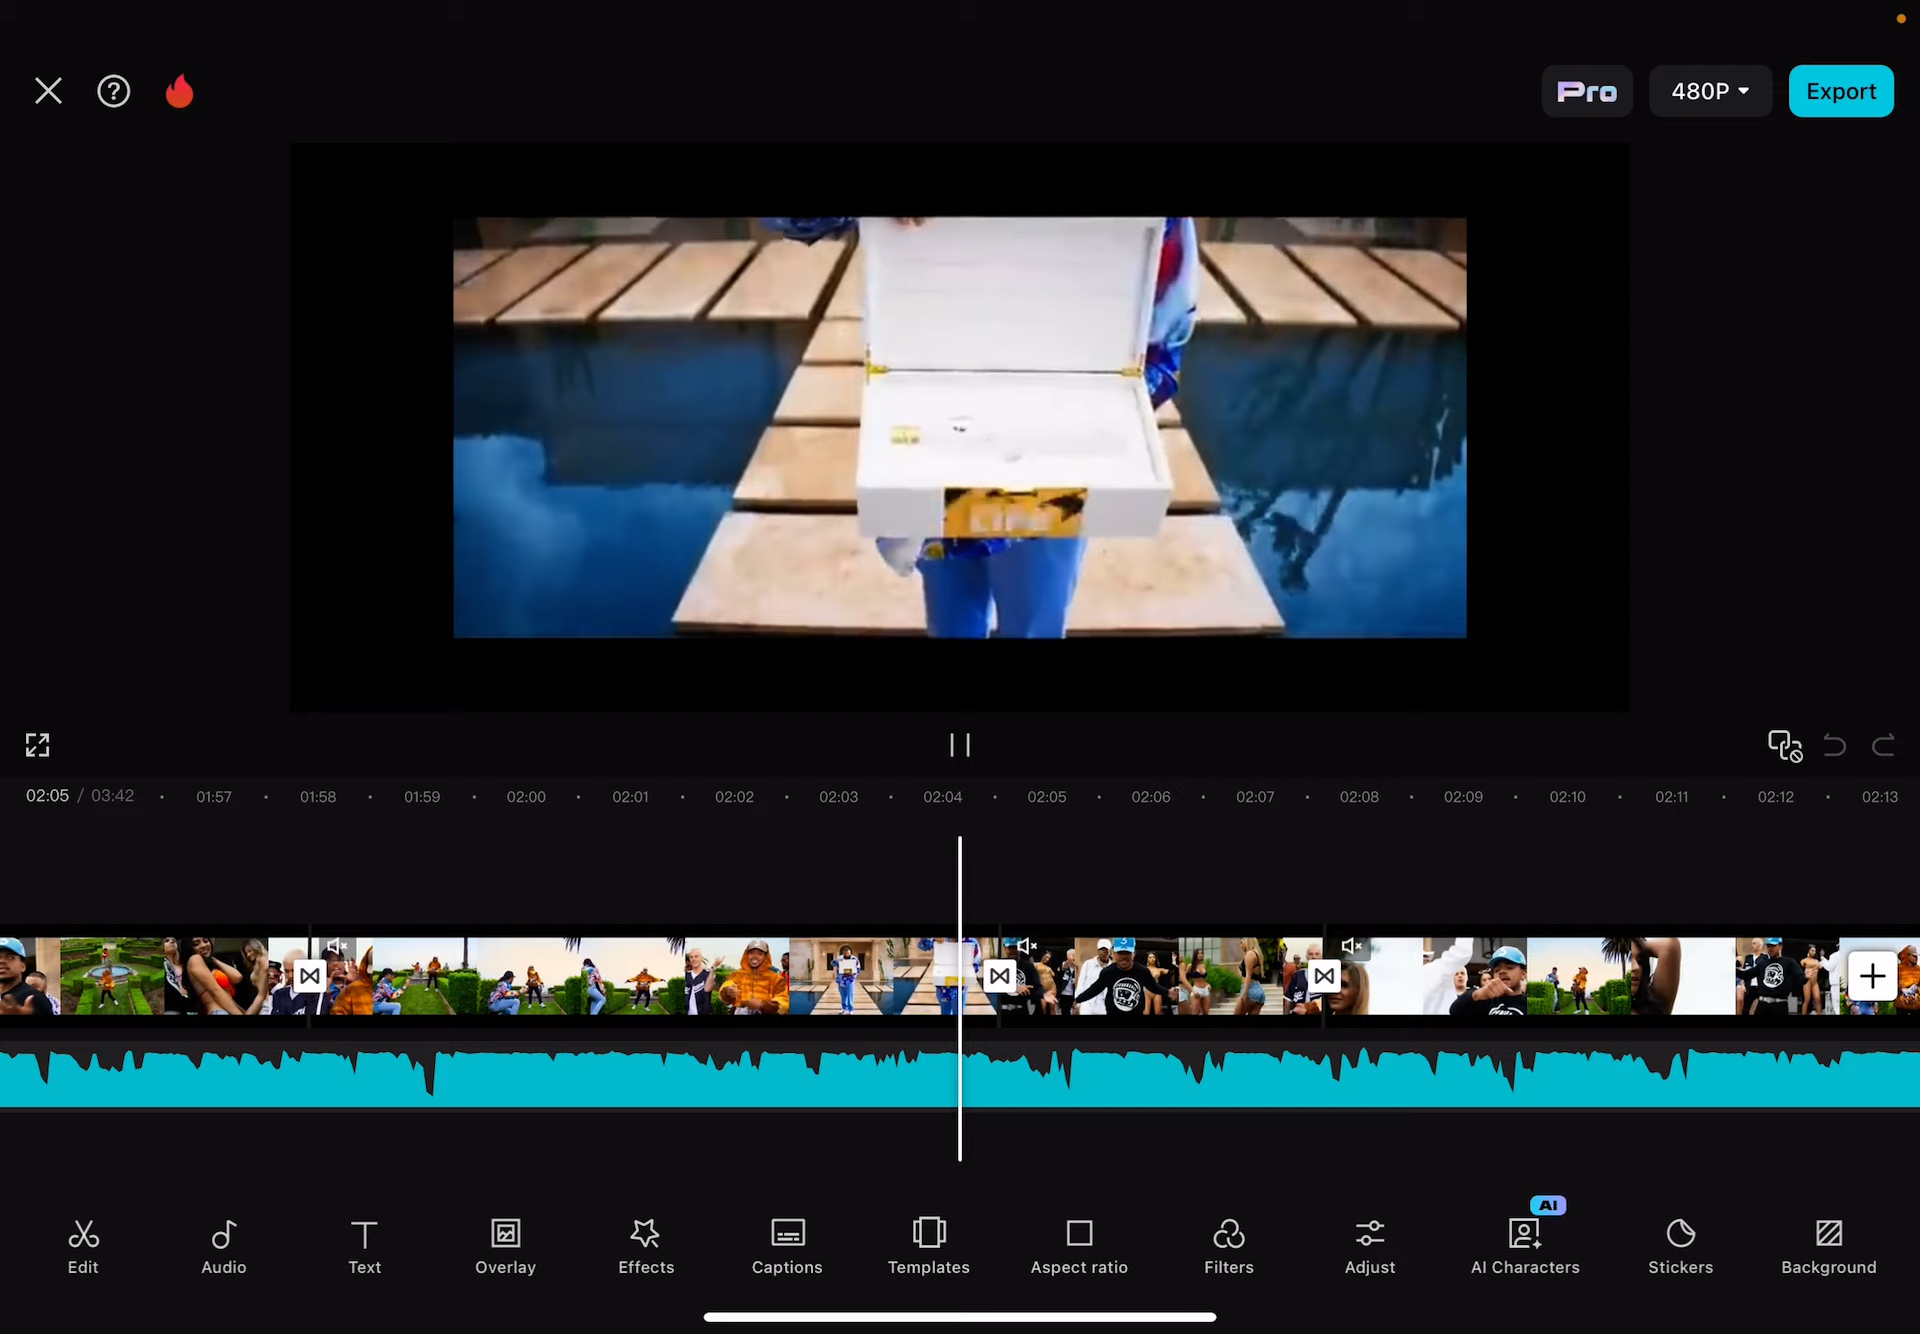 Pro
480P
Export
02:05 / 03:42
01:57
01:58
01:59
02:00
02:01
02:02
02:03
02:04
02:05
02:06
02:07
02:08
02:09
02:10
02:11
02:12
02:13
AI
Edit
Audio
Text
Overlay
Effects
Captions
Templates
Aspect ratio
Filters
Adjust
AI Characters
Stickers
Background